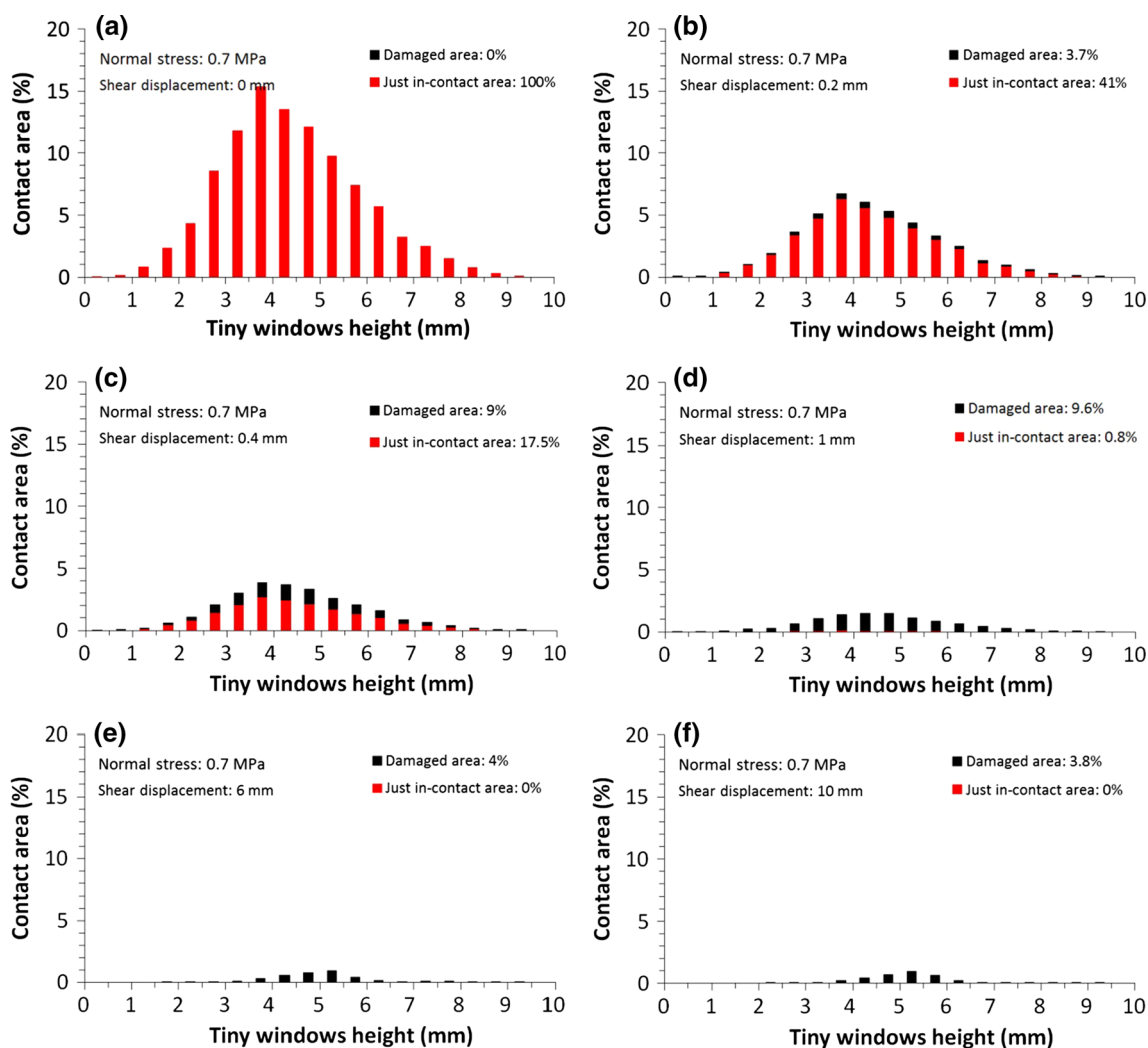 (a)
Normal stress: 0.7 MPa
Shear displacement: 0 mm
Damaged area: 0%
Just in-contact area: 100%
Contact area (%)
20
15
10
5
0
0 1 2 3 4 5 6 7 8 9 10
Tiny windows height (mm)
(b)
Normal stress: 0.7 MPa
Shear displacement: 0.2 mm
Damaged area: 3.7%
Just in-contact area: 41%
Contact area (%)
20
15
10
5
0
0 1 2 3 4 5 6 7 8 9 10
Tiny windows height (mm)
(c)
Normal stress: 0.7 MPa
Shear displacement: 0.4 mm
Damaged area: 9%
Just in-contact area: 17.5%
Contact area (%)
20
15
10
5
0
0 1 2 3 4 5 6 7 8 9 10
Tiny windows height (mm)
(d)
Normal stress: 0.7 MPa
Shear displacement: 1 mm
Damaged area: 9.6%
Just in-contact area: 0.8%
Contact area (%)
20
15
10
5
0
0 1 2 3 4 5 6 7 8 9 10
Tiny windows height (mm)
(e)
Normal stress: 0.7 MPa
Shear displacement: 6 mm
Damaged area: 4%
Just in-contact area: 0%
Contact area (%)
20
15
10
5
0
0 1 2 3 4 5 6 7 8 9 10
Tiny windows height (mm)
(f)
Normal stress: 0.7 MPa
Shear displacement: 10 mm
Damaged area: 3.8%
Just in-contact area: 0%
Contact area (%)
20
15
10
5
0
0 1 2 3 4 5 6 7 8 9 10
Tiny windows height (mm)